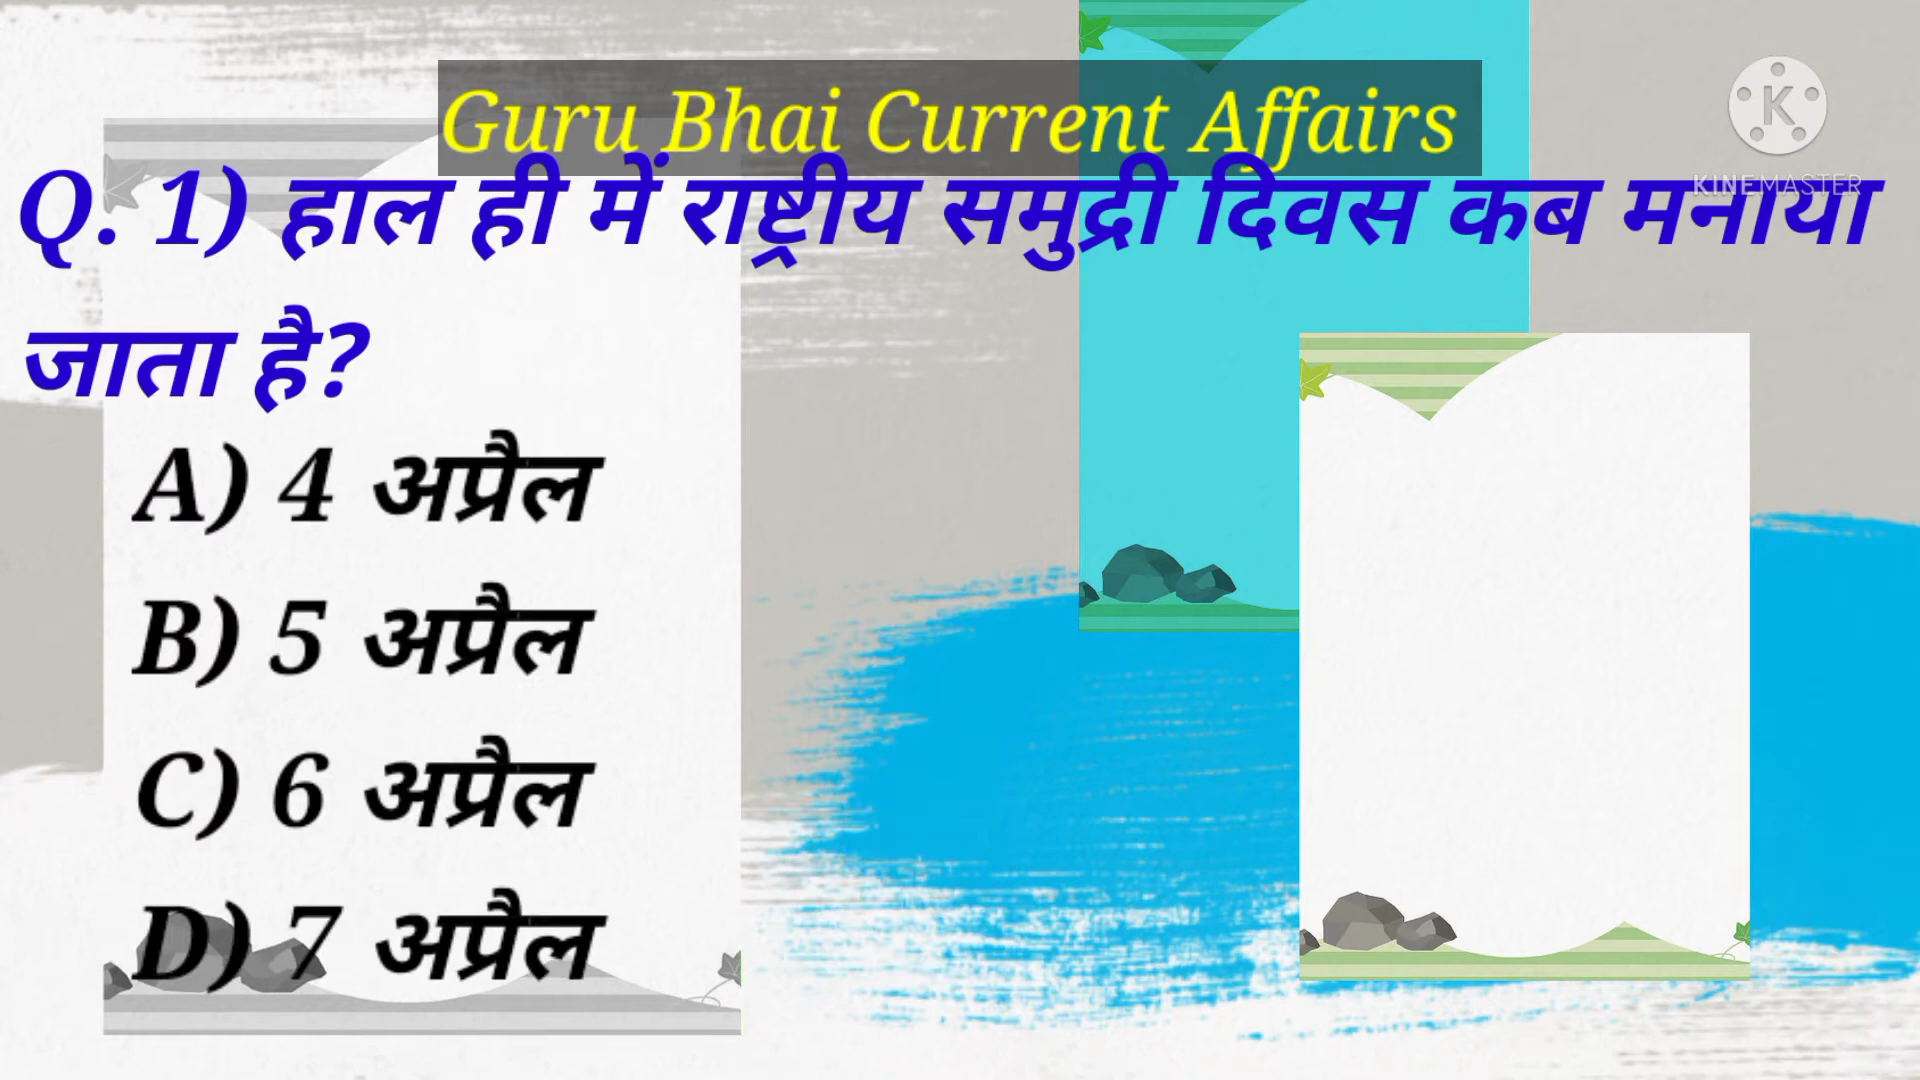 Guru Bhai Current Affairs
K
KINEMASTER
Q. 1) हाल ही में राष्ट्रीय समुद्री दिवस कब मनाया
जाता है?
A) 4 अप्रैल
B) 5 अप्रैल
C) 6 अप्रैल
D) 7 अप्रैल